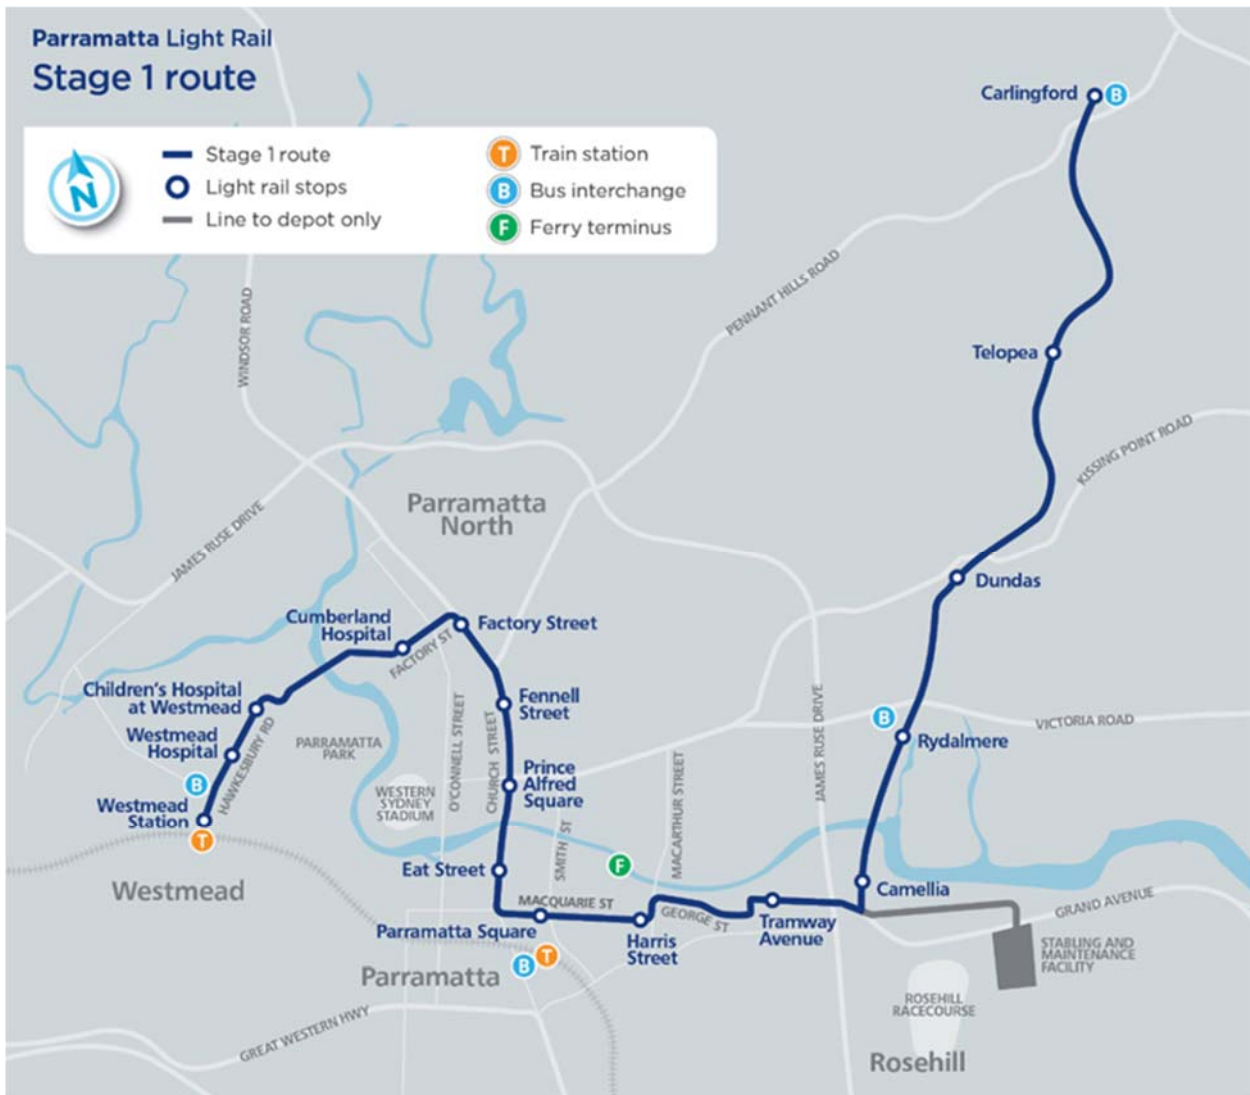 Parramatta Light Rail
Stage 1 route
N
Stage 1 route
Light rail stops
Line to depot only
T Train station
B Bus interchange
F Ferry terminus
Carlingford B
WINDSOR ROAD
PENNANT HILLS ROAD
Telopea
KISSING POINT ROAD
JAMES RUSE DRIVE
Parramatta
North
Dundas
Cumberland
Hospital
Factory Street
FACTORY ST
Children's Hospital
at Westmead
Fennell
Street
Westmead
Hospital
HAWKESBURY RD
PARRAMATTA
PARK
O'CONNELL STREET
CHURCH STREET
JAMES RUSE DRIVE
B
Rydalmere
VICTORIA ROAD
B
Westmead
Station
T
WESTERN
SYDNEY
STADIUM
Prince
Alfred
Square
MACARTHUR STREET
SMITH ST
F
Westmead
Eat Street
Camellia
MACQUARIE ST
GEORGE ST
Parramatta Square
Harris
Street
Tramway
Avenue
GRAND AVENUE
STABLING AND
MAINTENANCE
FACILITY
B T
Parramatta
GREAT WESTERN HWY
ROSEHILL
RACECOURSE
Rosehill